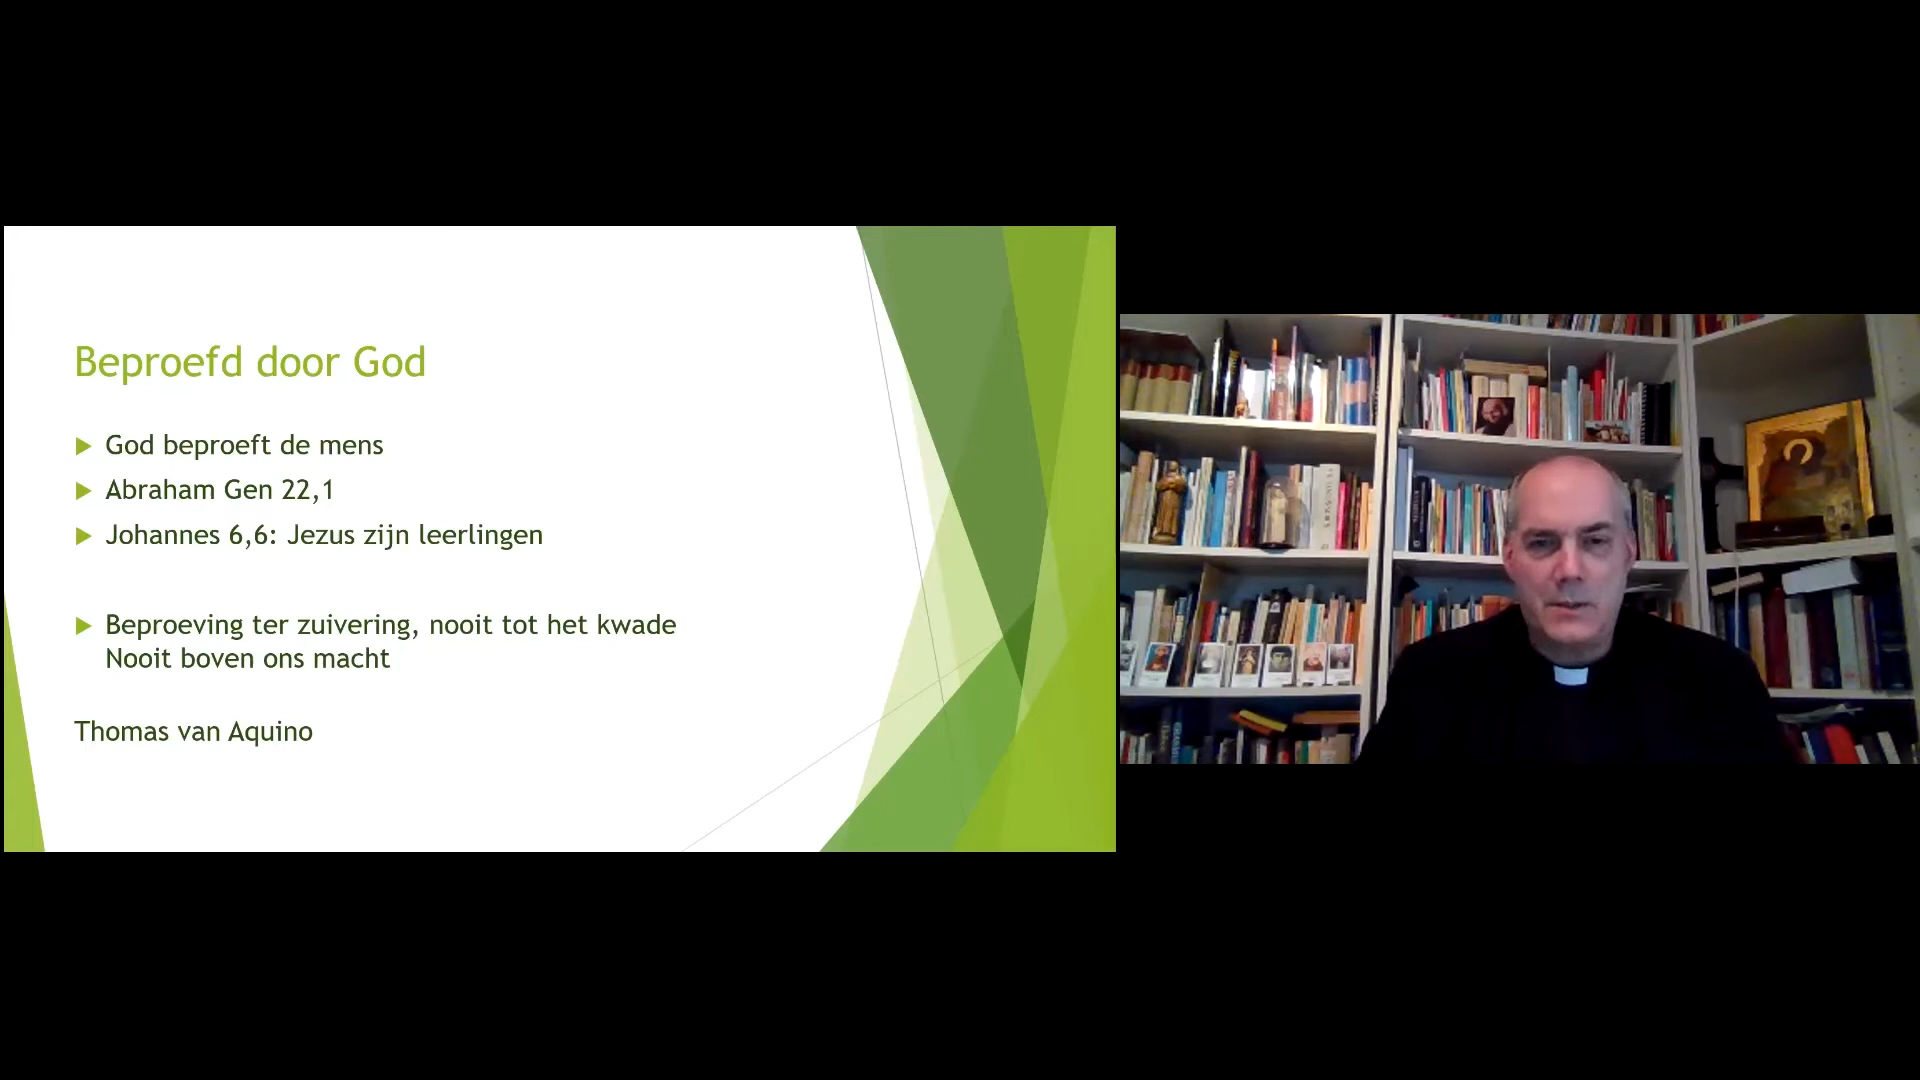 Beproefd door God
God beproeft de mens
Abraham Gen 22,1
Johannes 6,6: Jezus zijn leerlingen
Beproeving ter zuivering, nooit tot het kwade
Nooit boven ons macht
Thomas van Aquino